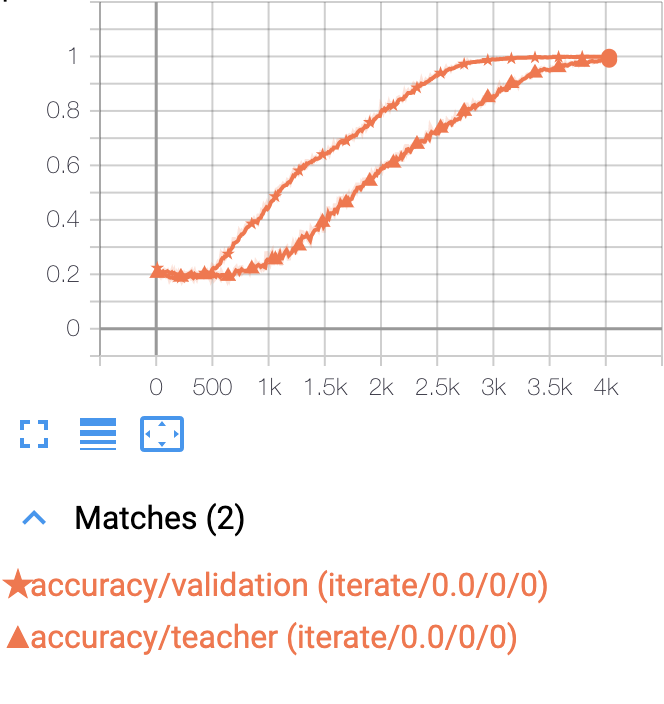 1
0.8
0.6
0.4
0.2
0
0 500 1k 1.5k 2k 2.5k 3k 3.5k 4k
Matches (2)
accuracy/validation (iterate/0.0/0/0)
accuracy/teacher (iterate/0.0/0/0)